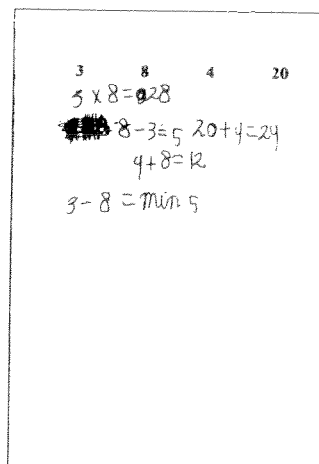 3 8 4 20
3 x 8 = 28
8 - 3 = 5 20 + 4 = 24
4 + 8 = 12
3 - 8 = min 5